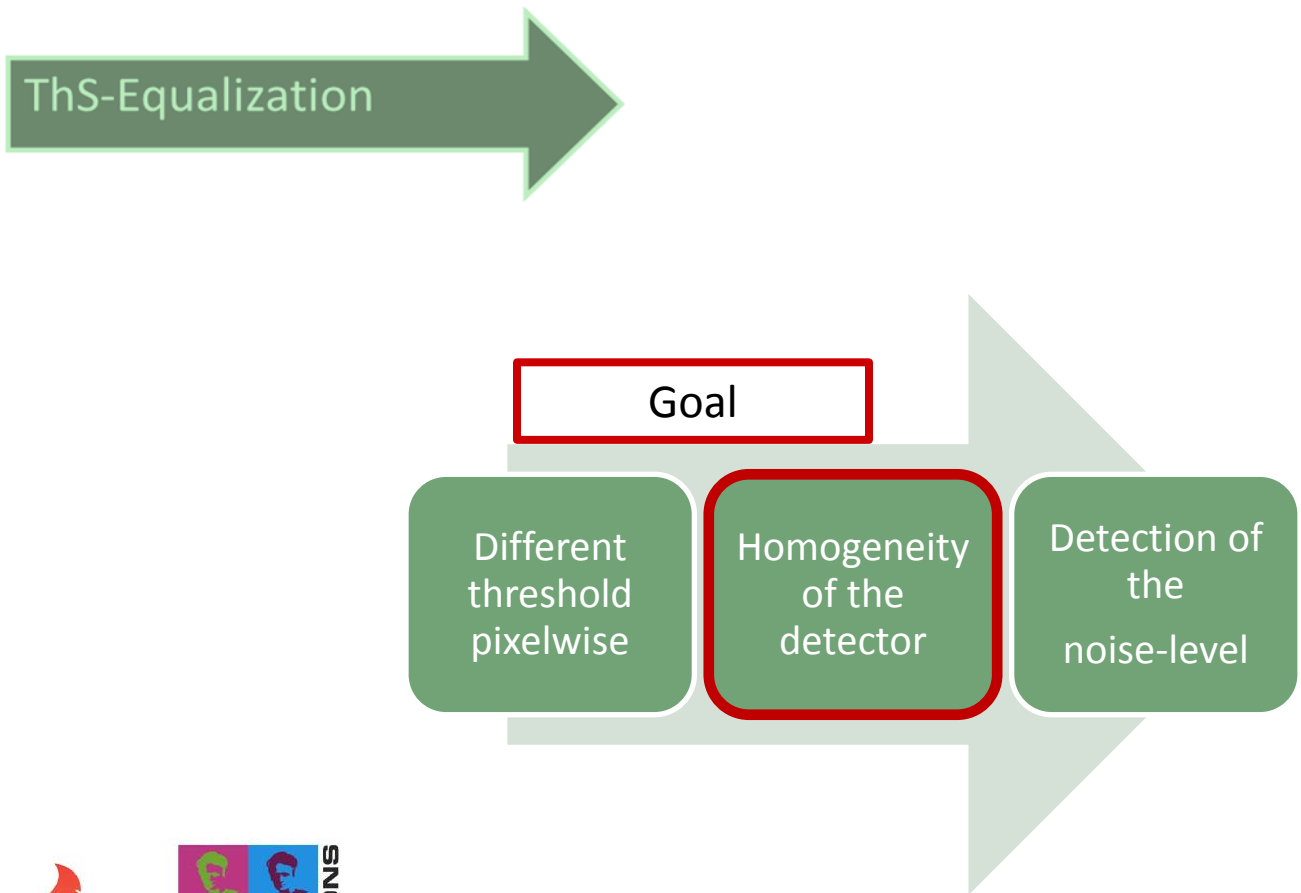 ThS-Equalization
Goal
Different
threshold
pixelwise
Homogeneity
of the
detector
Detection of
the
noise-level